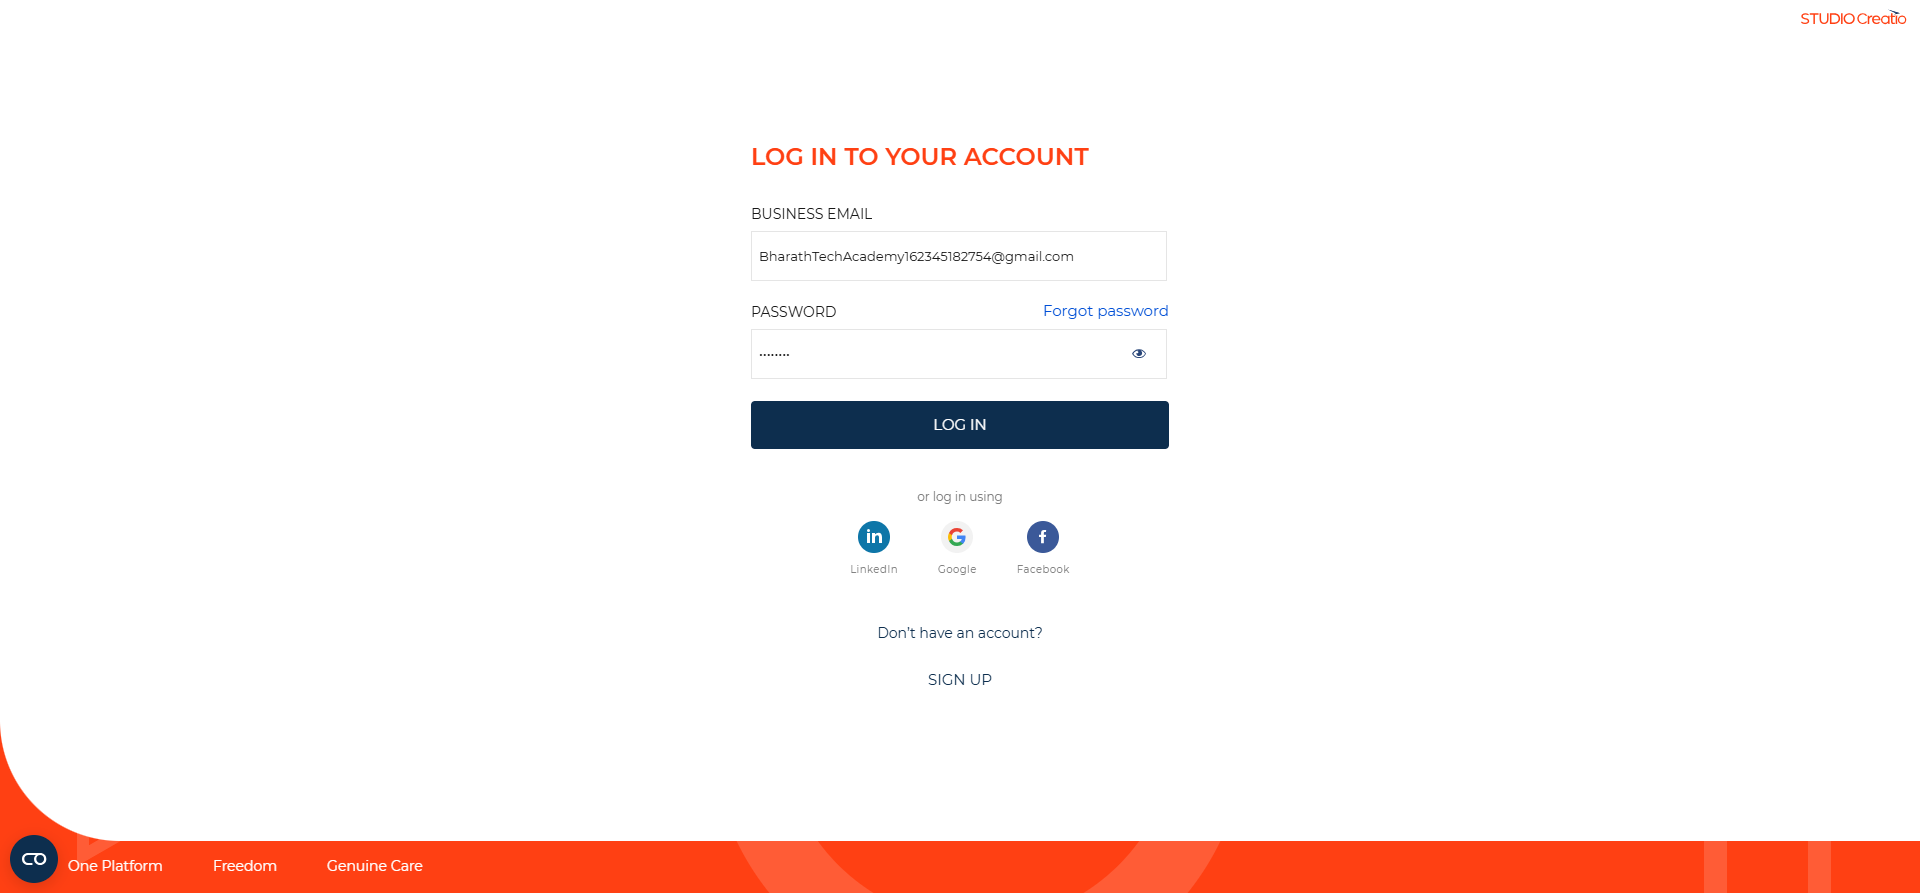 STUDIO Creatio
LOG IN TO YOUR ACCOUNT
BUSINESS EMAIL
BharathTechAcademy162345182754@gmail.com
PASSWORD
Forgot password
········
LOG IN
or log in using
in
G
f
LinkedIn
Google
Facebook
Don’t have an account?
SIGN UP
One Platform
Freedom
Genuine Care